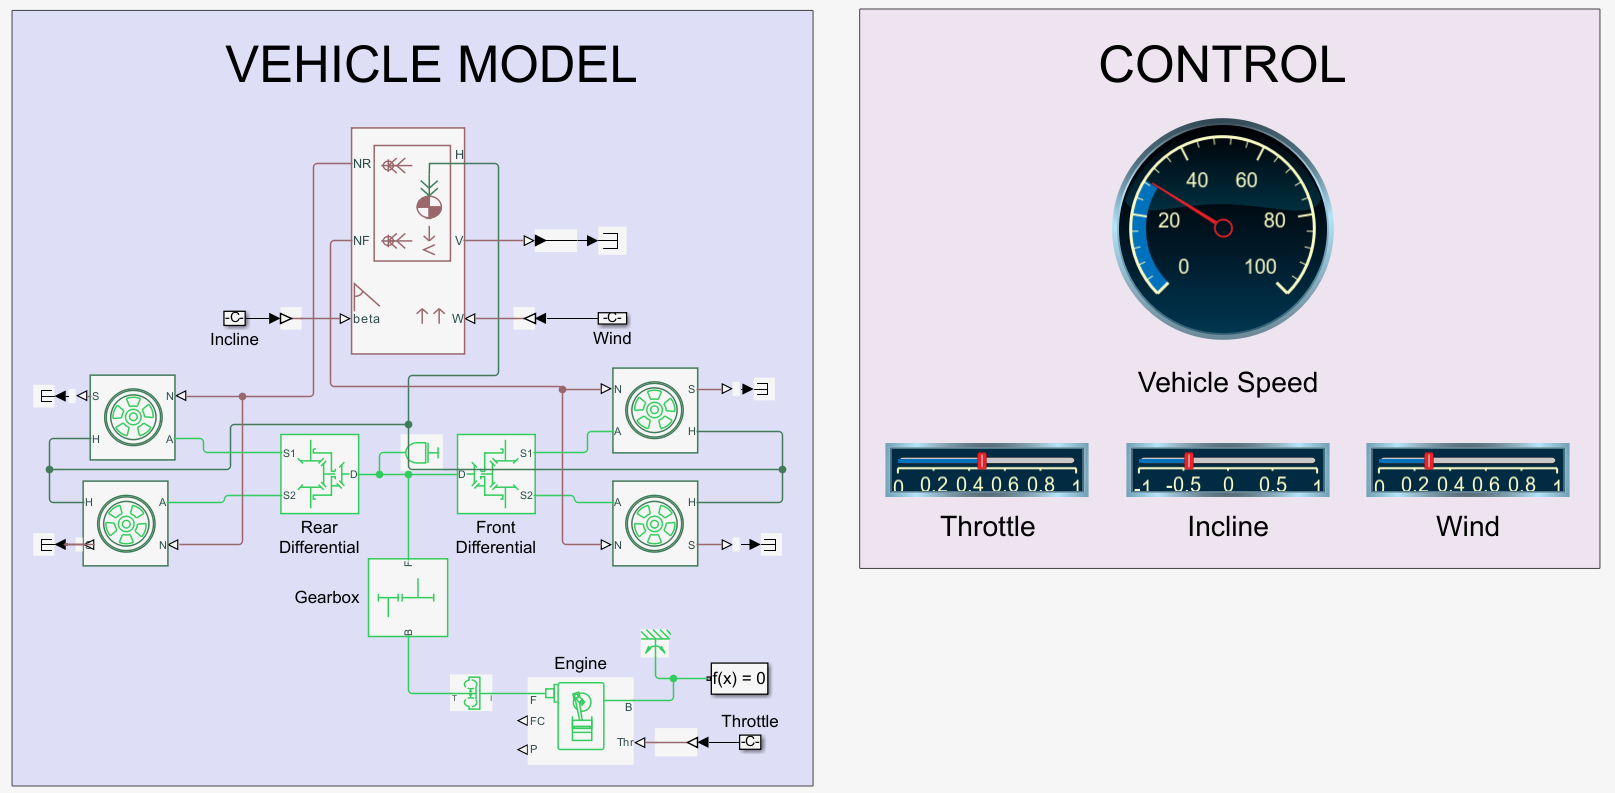 VEHICLE MODEL
NR
H
NF
V
beta
W
-C-
Incline
-C-
Wind
S
N
H
A
H
A
N
S1
S2
D
Rear
Differential
D
S1
S2
Front
Differential
N
S
A
H
A
H
N
S
F
Gearbox
B
T
I
Engine
F
FC
P
B
Thr
f(x) = 0
Throttle
-C-
CONTROL
0
20
40
60
80
100
Vehicle Speed
0 0.2 0.4 0.6 0.8 1
Throttle
-1 -0.5 0 0.5 1
Incline
0 0.2 0.4 0.6 0.8 1
Wind